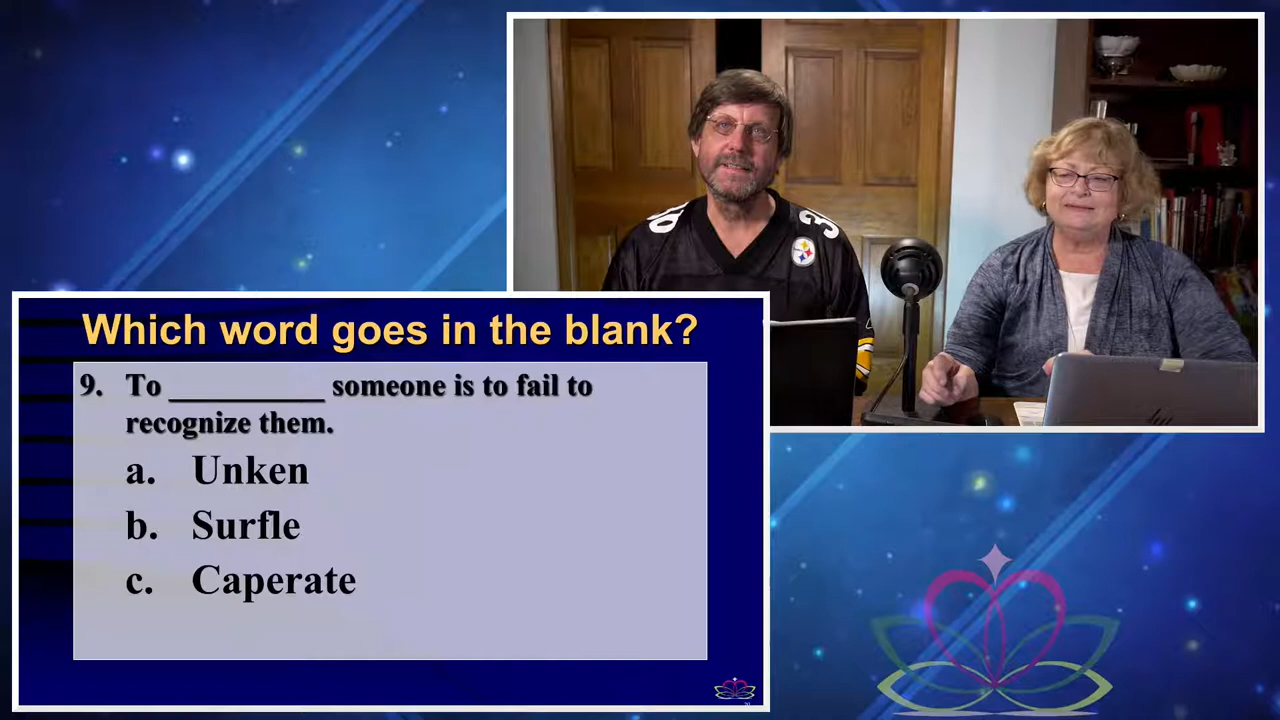 Which word goes in the blank?
9. To __________ someone is to fail to
recognize them.
a. Unken
b. Surfle
c. Caperate